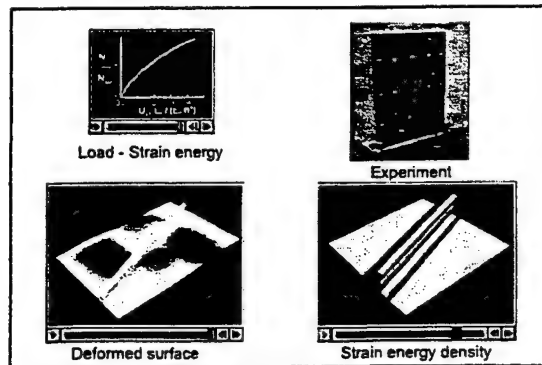 Load - Strain energy
Experiment
Deformed surface
Strain energy density